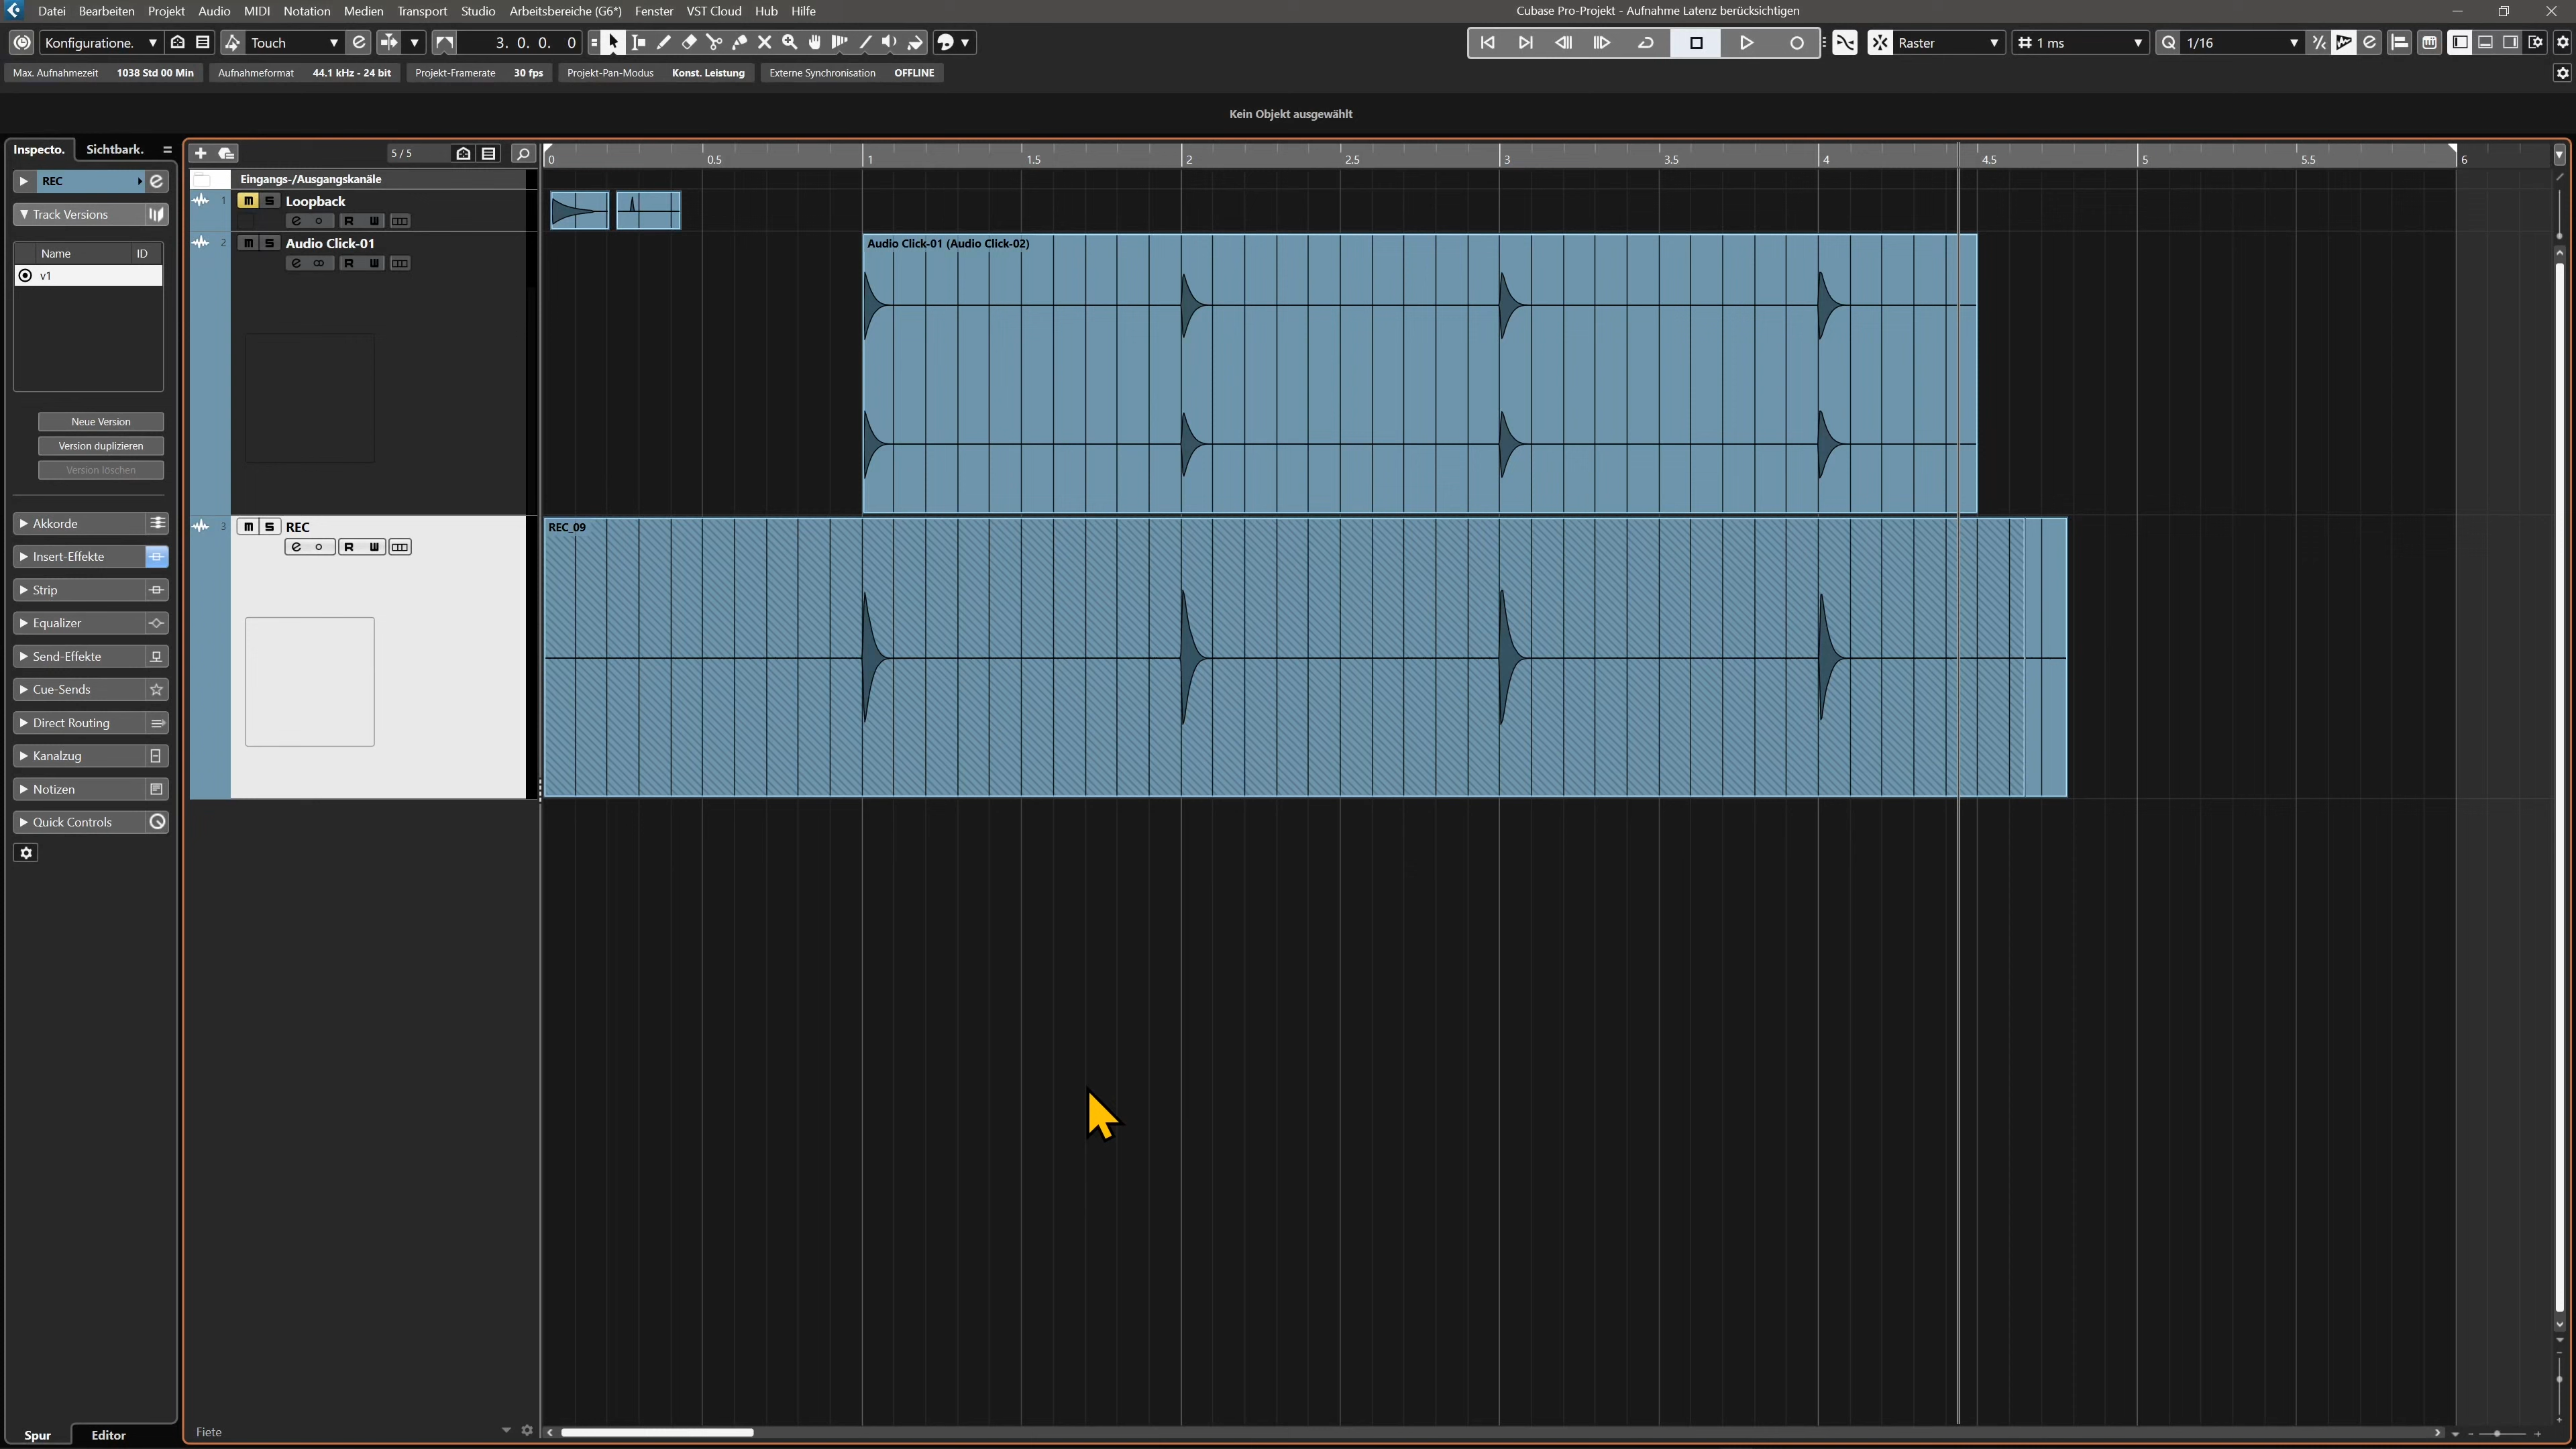 Datei Bearbeiten Projekt Audio MIDI Notation Medien Transport Studio Arbeitsbereiche (G6*) Fenster VST Cloud Hub Hilfe Cubase Pro-Projekt - Aufnahme Latenz berücksichtigen
Konfiguratione. Touch 3. 0. 0. 0 Raster 1 ms Q 1/16
Max. Aufnahmezeit 1038 Std 00 Min Aufnahmeformat 44.1 kHz - 24 bit Projekt-Framerate 30 fps Projekt-Pan-Modus Konst. Leistung Externe Synchronisation OFFLINE
Kein Objekt ausgewählt
Inspecto. Sichtbark. 5 / 5 0 0.5 1 1.5 2 2.5 3 3.5 4 4.5 5 5.5 6
REC Eingangs-/Ausgangskanäle
1 M S Loopback
e R W
Track Versions
2 M S Audio Click-01 Audio Click-01 (Audio Click-02)
e R W
Name ID
v1
Neue Version
Version duplizieren
Version löschen
3 M S REC REC_09
e R W
Akkorde
Insert-Effekte
Strip
Equalizer
Send-Effekte
Cue-Sends
Direct Routing
Kanalzug
Notizen
Quick Controls
Fiete
Spur Editor